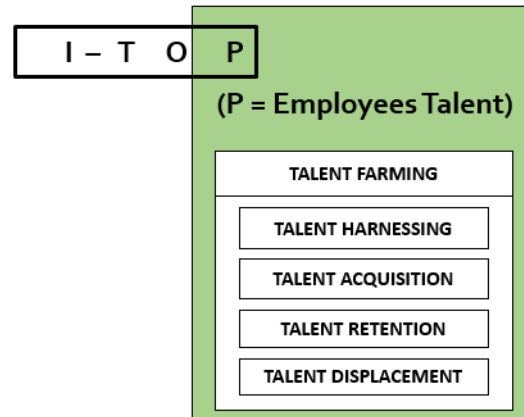 I – T O P
(P = Employees Talent)
TALENT FARMING
TALENT HARNESSING
TALENT ACQUISITION
TALENT RETENTION
TALENT DISPLACEMENT